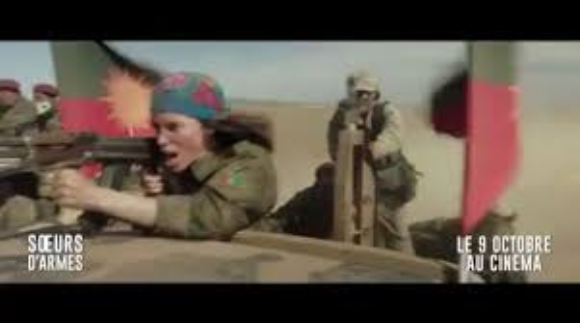 SŒURS
D'ARMES
LE 9 OCTOBRE
AU CINÉMA